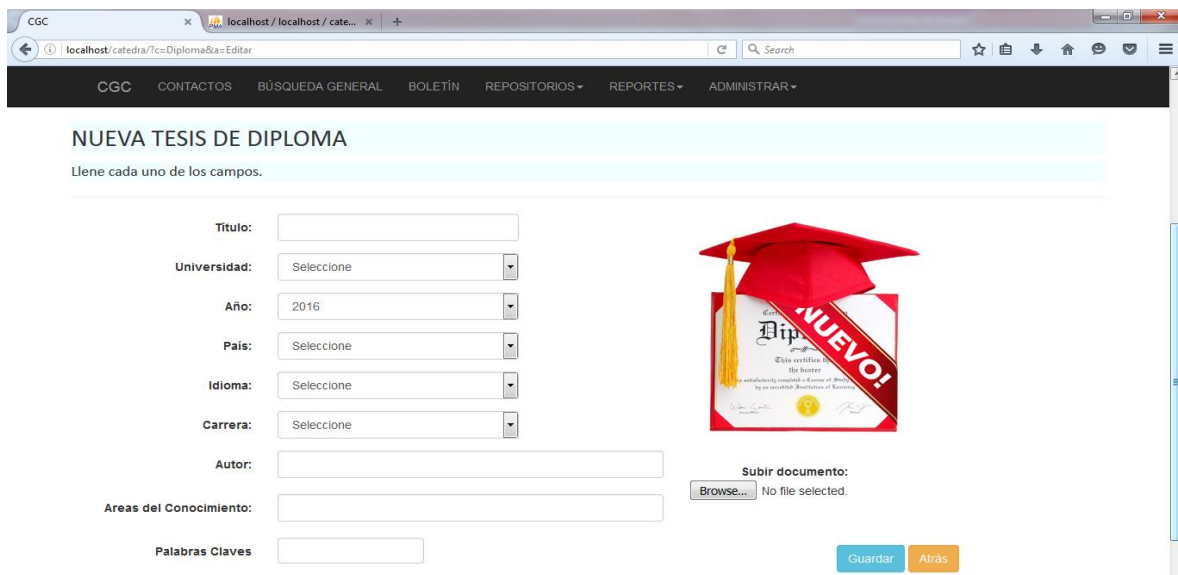 CGC
localhost / localhost / cate...
localhost/catedra/?c=Diploma&a=Editar
Search
CGC CONTACTOS BÚSQUEDA GENERAL BOLETÍN REPOSITORIOS REPORTES ADMINISTRAR
NUEVA TESIS DE DIPLOMA
Llene cada uno de los campos.
Título:
Universidad: Seleccione
Año: 2016
País: Seleccione
Idioma: Seleccione
Carrera: Seleccione
Autor:
Areas del Conocimiento:
Palabras Claves
NUEVO!
This certifies
the bearer
Subir documento:
Browse... No file selected.
Guardar Atrás